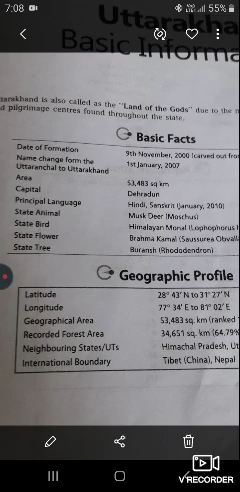 7:08
55%
Uttarakha
Basic Informa
tarakhand is also called as the "Land of the Gods" due to the
d pilgrimage centres found throughout the state.
Basic Facts
Date of Formation 9th November, 2000 (carved out from
Name change form the 1st January, 2007
Uttaranchal to Uttarakhand
Area 53,483 sq km
Capital Dehradun
Principal Language Hindi, Sanskrit (January, 2010)
State Animal Musk Deer (Moschus)
State Bird Himalayan Monal (Lophophorus
State Flower Brahma Kamal (Saussurea Obvall
State Tree Buransh (Rhododendron)
Geographic Profile
Latitude 28° 43' N to 31° 27' N
Longitude 77° 34' E to 81° 02' E
Geographical Area 53,483 sq. km (ranked
Recorded Forest Area 34,651 sq. km (64.79%
Neighbouring States/UTs Himachal Pradesh, Ut
International Boundary Tibet (China), Nepal
V RECORDER